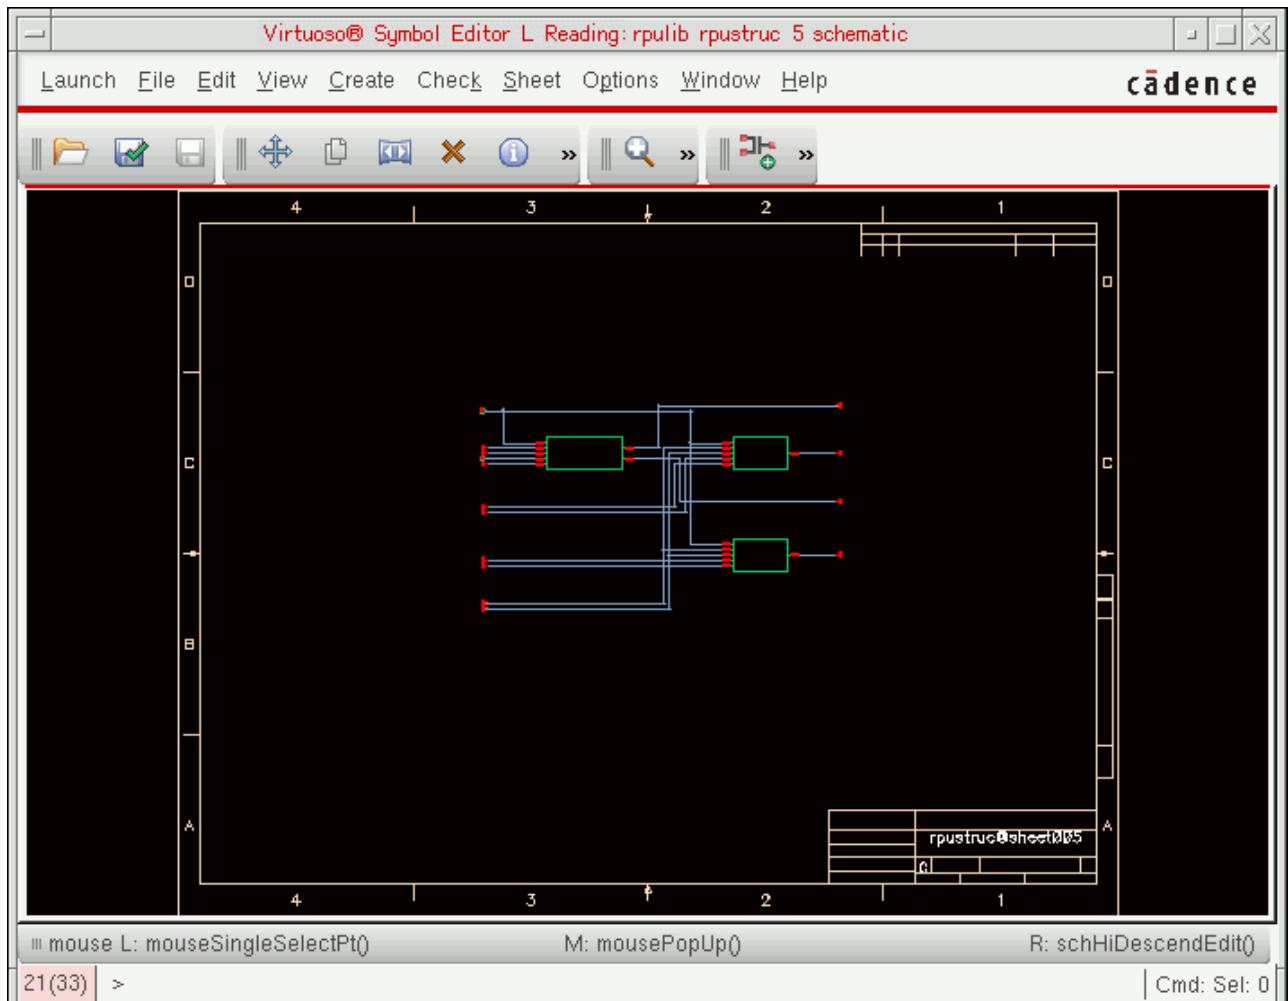 Virtuoso® Symbol Editor L Reading: rpulib rpustruc 5 schematic
Launch File Edit View Create Check Sheet Options Window Help
cādence
» » »
4 3 2 1
D D
C C
B
A A
rpustruc@sheet005
C
4 3 2 1
mouse L: mouseSingleSelectPt() M: mousePopUp() R: schHiDescendEdit()
21(33) > Cmd: Sel: 0